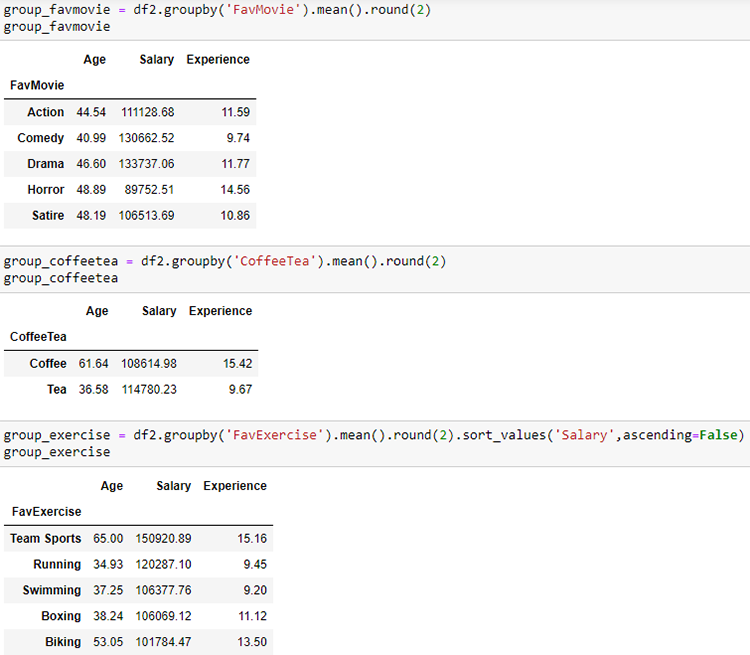 group_favmovie = df2.groupby('FavMovie').mean().round(2)
group_favmovie
Age Salary Experience
FavMovie
Action 44.54 111128.68 11.59
Comedy 40.99 130662.52 9.74
Drama 46.60 133737.06 11.77
Horror 48.89 89752.51 14.56
Satire 48.19 106513.69 10.86
group_coffeetea = df2.groupby('CoffeeTea').mean().round(2)
group_coffeetea
Age Salary Experience
CoffeeTea
Coffee 61.64 108614.98 15.42
Tea 36.58 114780.23 9.67
group_exercise = df2.groupby('FavExercise').mean().round(2).sort_values('Salary',ascending=False)
group_exercise
Age Salary Experience
FavExercise
Team Sports 65.00 150920.89 15.16
Running 34.93 120287.10 9.45
Swimming 37.25 106377.76 9.20
Boxing 38.24 106069.12 11.12
Biking 53.05 101784.47 13.50